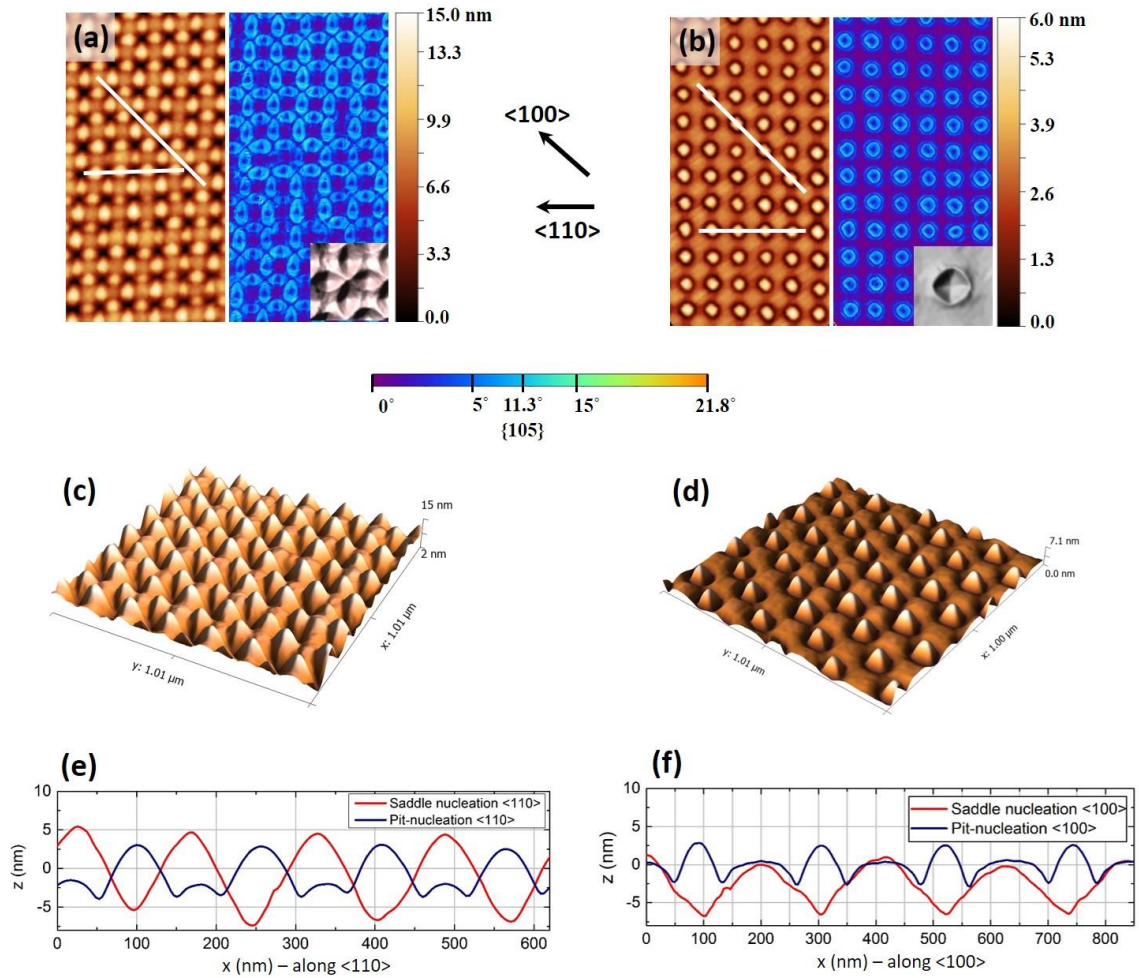 (a)
15.0 nm
13.3
9.9
6.6
3.3
0.0
<100>
<110>
(b)
6.0 nm
5.3
3.9
2.6
1.3
0.0
0° 5° 11.3° 15° 21.8°
{105}
(c)
15 nm
2 nm
x: 1.01 µm
y: 1.01 µm
(d)
7.1 nm
0.0 nm
x: 1.00 µm
y: 1.01 µm
(e)
Saddle nucleation <110>
Pit-nucleation <110>
z (nm)
10
5
0
-5
0 100 200 300 400 500 600
x (nm) – along <110>
(f)
Saddle nucleation <100>
Pit-nucleation <100>
z (nm)
10
5
0
-5
0 100 200 300 400 500 600 700 800
x (nm) – along <100>